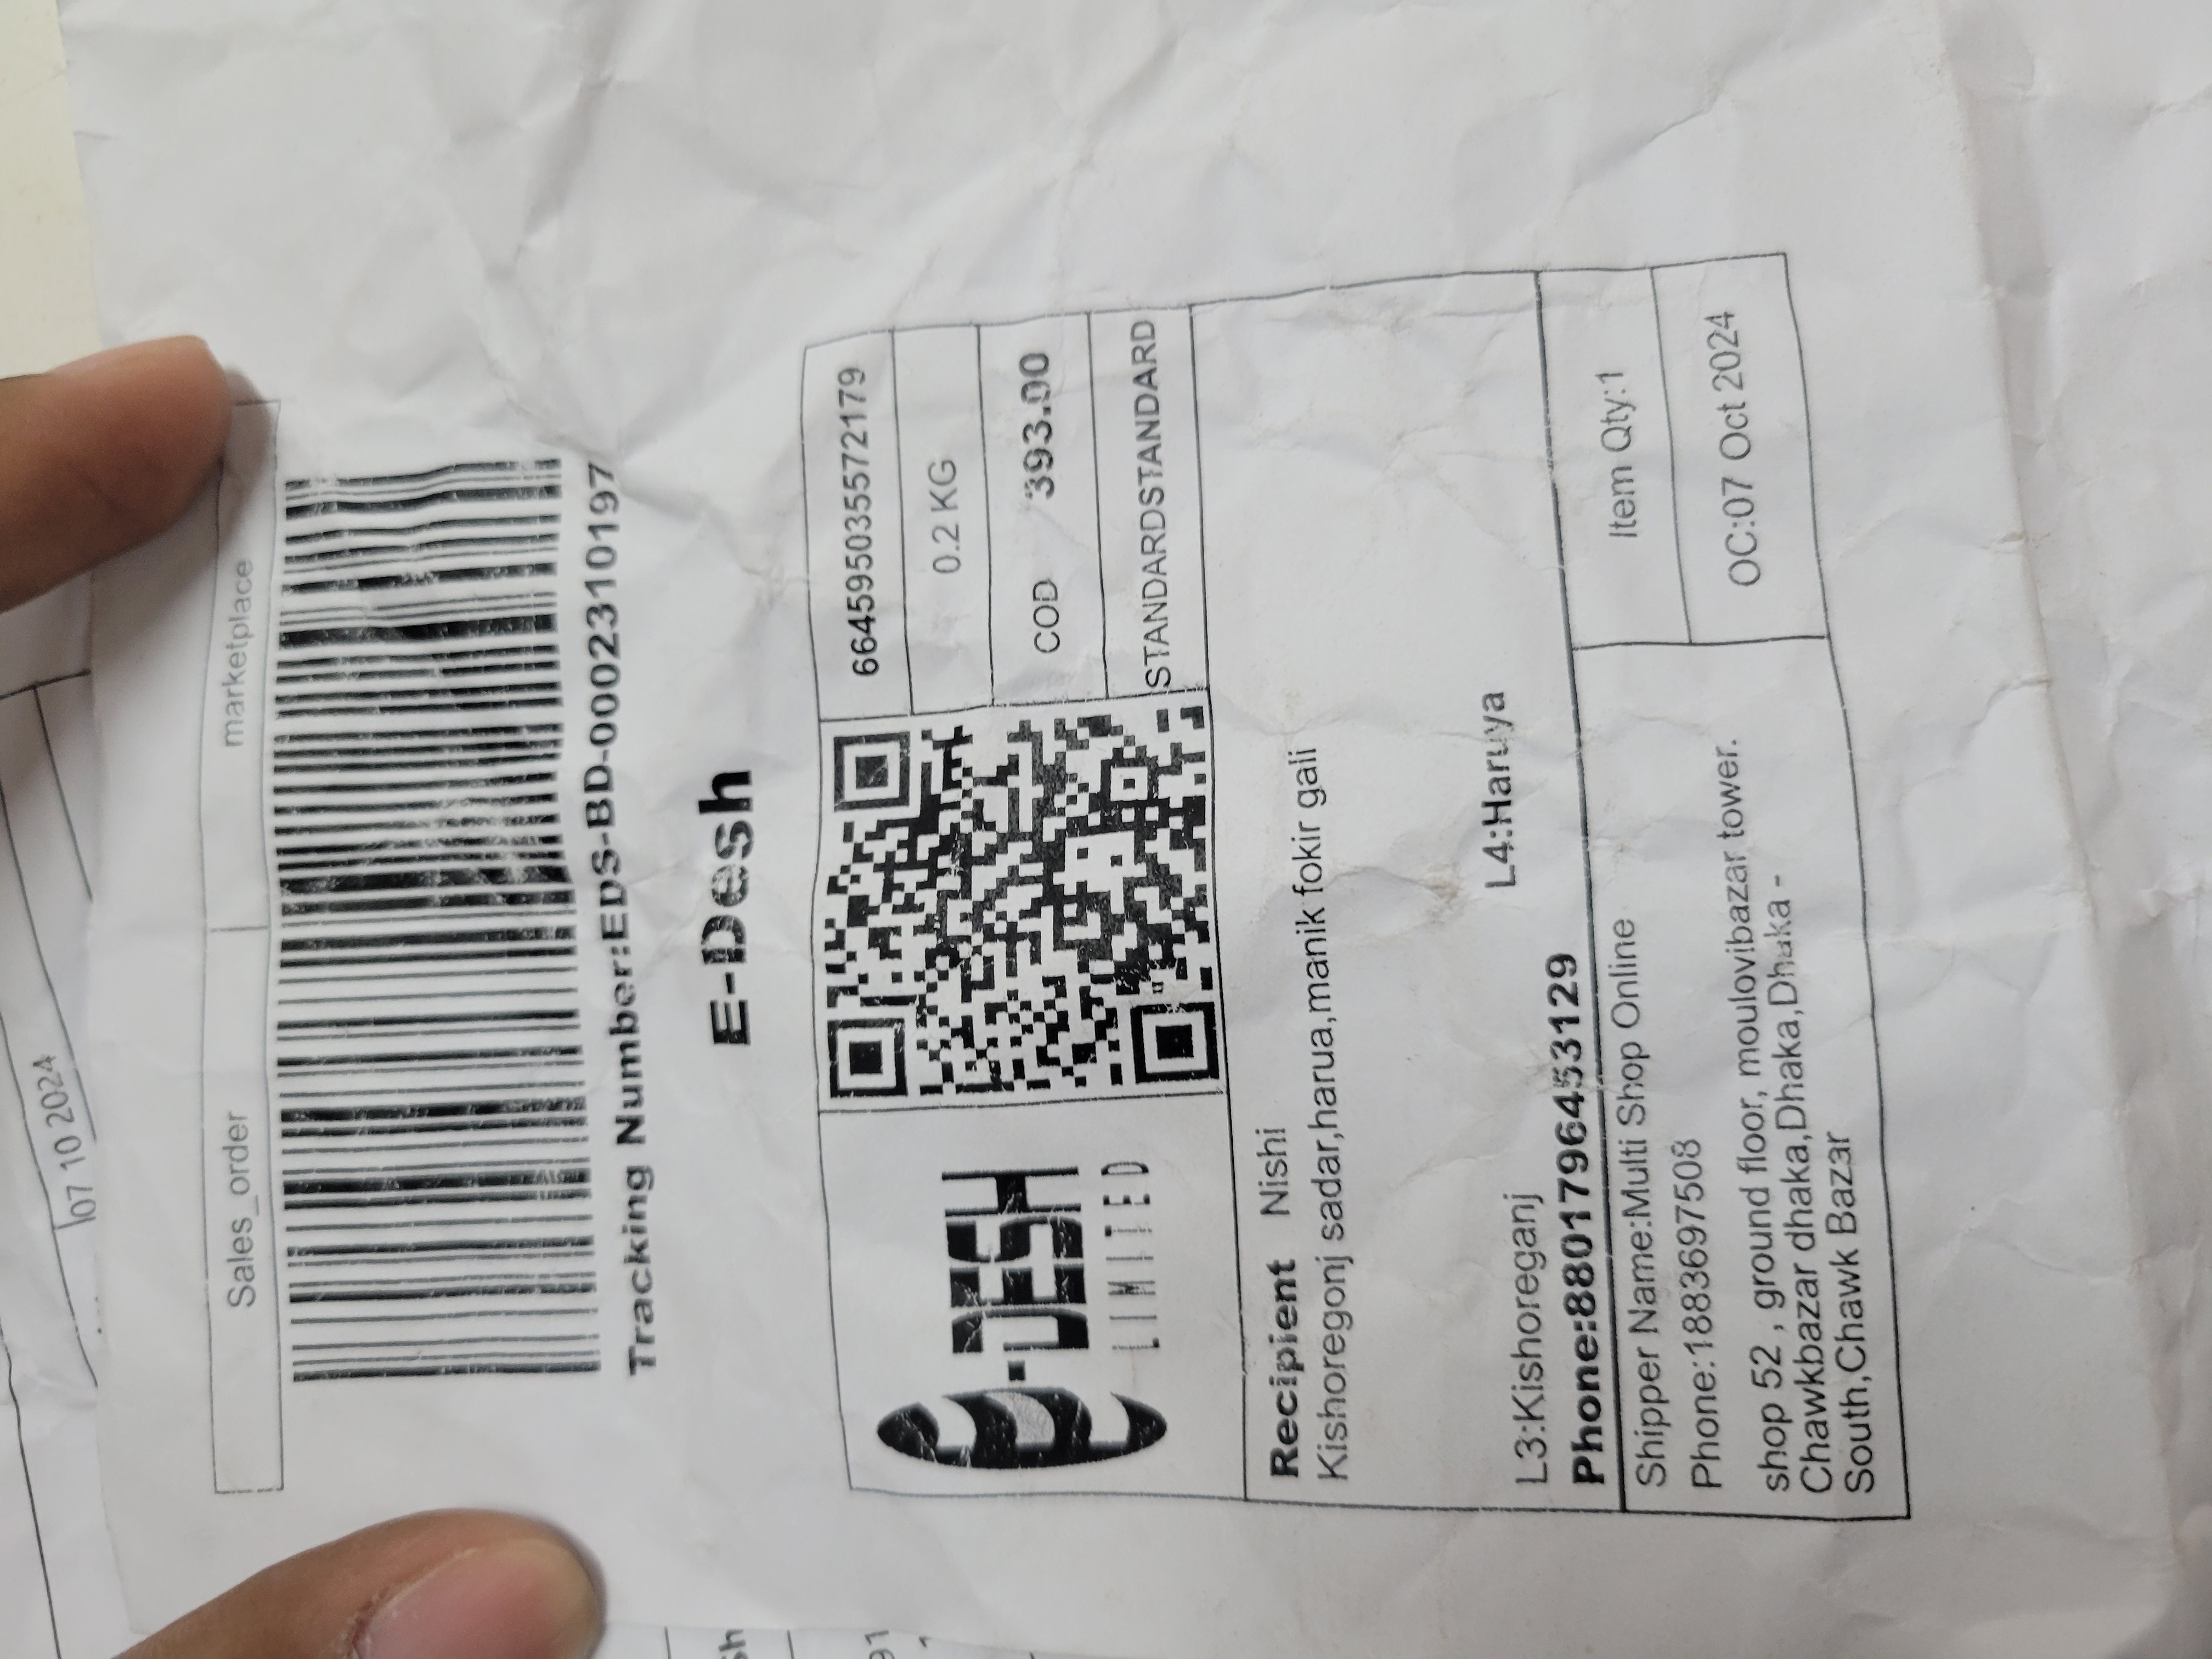 07 10 2024
Sales_order
marketplace
Tracking Number:EDS-BD-0002310197
E-Desh
E-DESH
LIMITED
664595035572179
0.2 KG
COD 393.00
STANDARDSTANDARD
Recipient Nishi
Kishoregonj sadar,harua,manik fokir gali
L3:Kishoreganj L4:Haruya
Phone:8801796453129
Shipper Name:Multi Shop Online
Phone:1883697508
shop 52 , ground floor, moulovibazar tower.
Chawkbazar dhaka,Dhaka,Dhaka -
South,Chawk Bazar
Item Qty:1
OC:07 Oct 2024